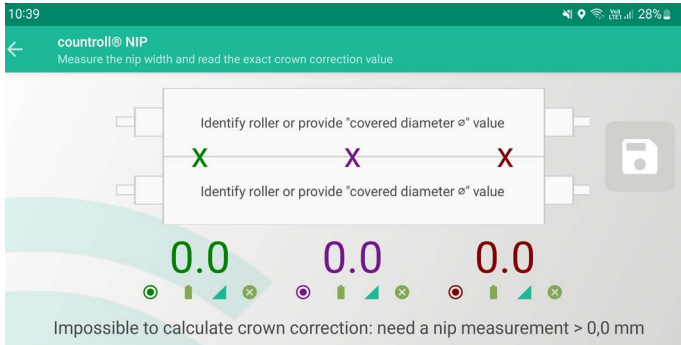 10:39
28%
countroll® NIP
Measure the nip width and read the exact crown correction value
Identify roller or provide "covered diameter ⌀" value
X X X
Identify roller or provide "covered diameter ⌀" value
0.0 0.0 0.0
Impossible to calculate crown correction: need a nip measurement > 0,0 mm